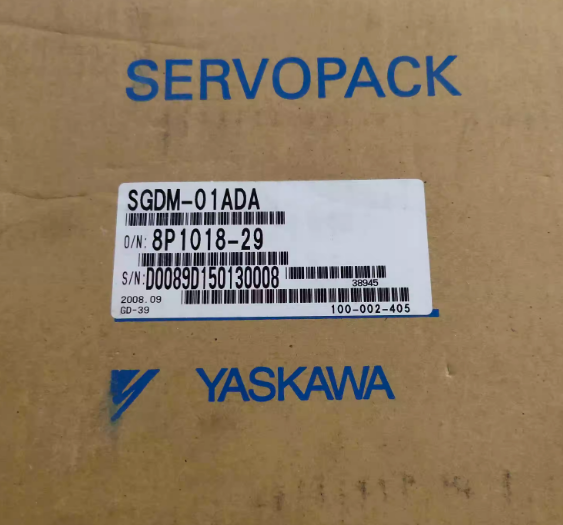 SERVOPACK
SGDM-01ADA
O/N: 8P1018-29
S/N: D0089D150130008
38945
2008.09
GD-39
100-002-405
YASKAWA